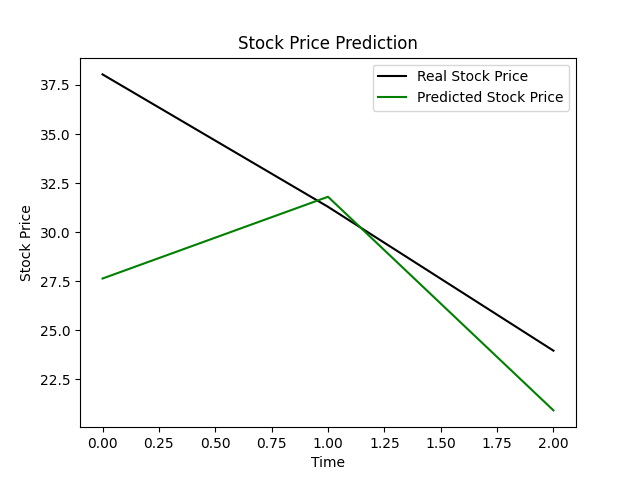 Stock Price Prediction
Real Stock Price
Predicted Stock Price
Stock Price
37.5
35.0
32.5
30.0
27.5
25.0
22.5
0.00 0.25 0.50 0.75 1.00 1.25 1.50 1.75 2.00
Time